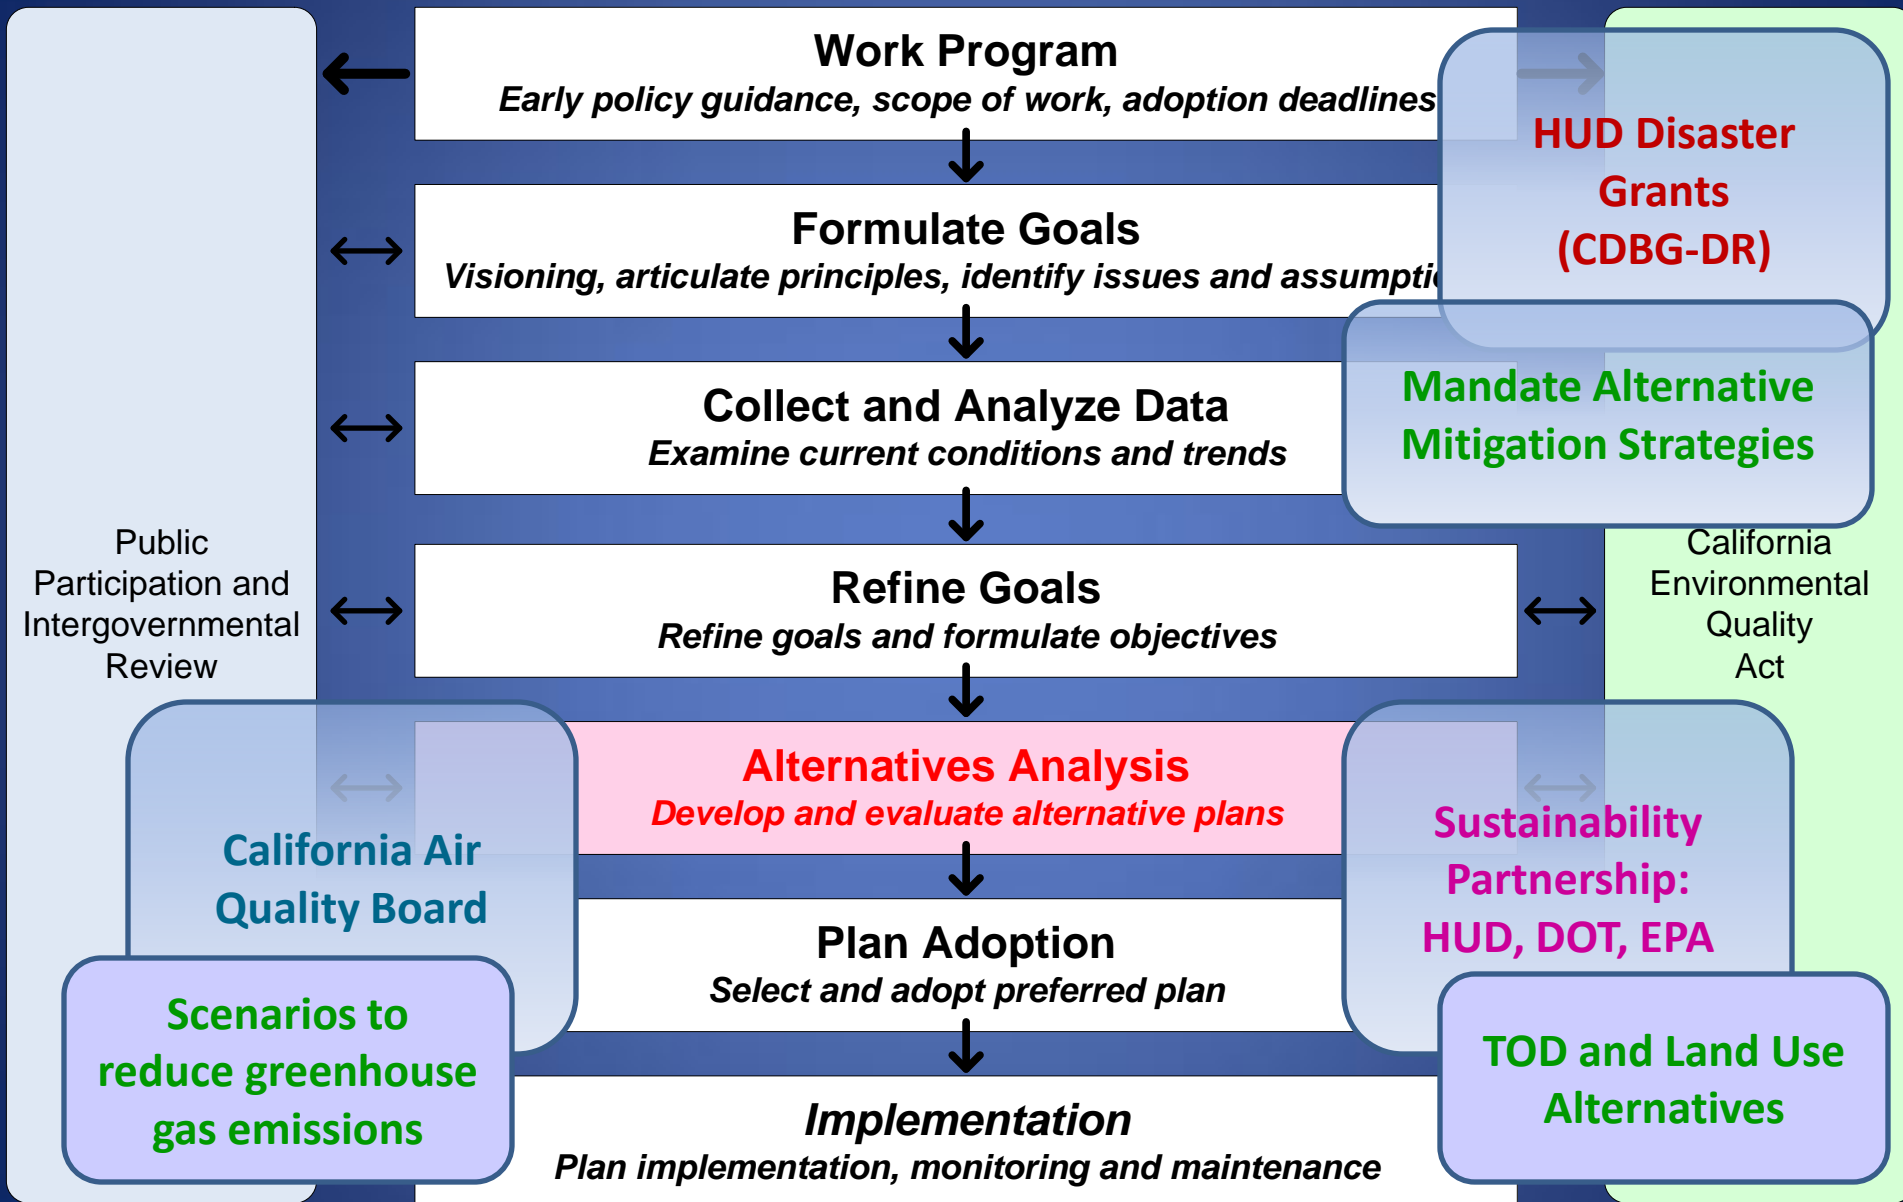 Work Program
Early policy guidance, scope of work, adoption deadlines
Formulate Goals
Visioning, articulate principles, identify issues and
Collect and Analyze Data
Examine current conditions and trends
Refine Goals
Refine goals and formulate objectives
Alternatives Analysis
Develop and evaluate alternative plans
Plan Adoption
Select and adopt preferred plan
Implementation
Plan implementation, monitoring and maintenance
Public
Participation and
Intergovernmental
Review
California
Environmental
Quality
Act
HUD Disaster
Grants
(CDBG-DR)
Mandate Alternative
Mitigation Strategies
California Air
Quality Board
Scenarios to
reduce greenhouse
gas emissions
Sustainability
Partnership:
HUD, DOT, EPA
TOD and Land Use
Alternatives